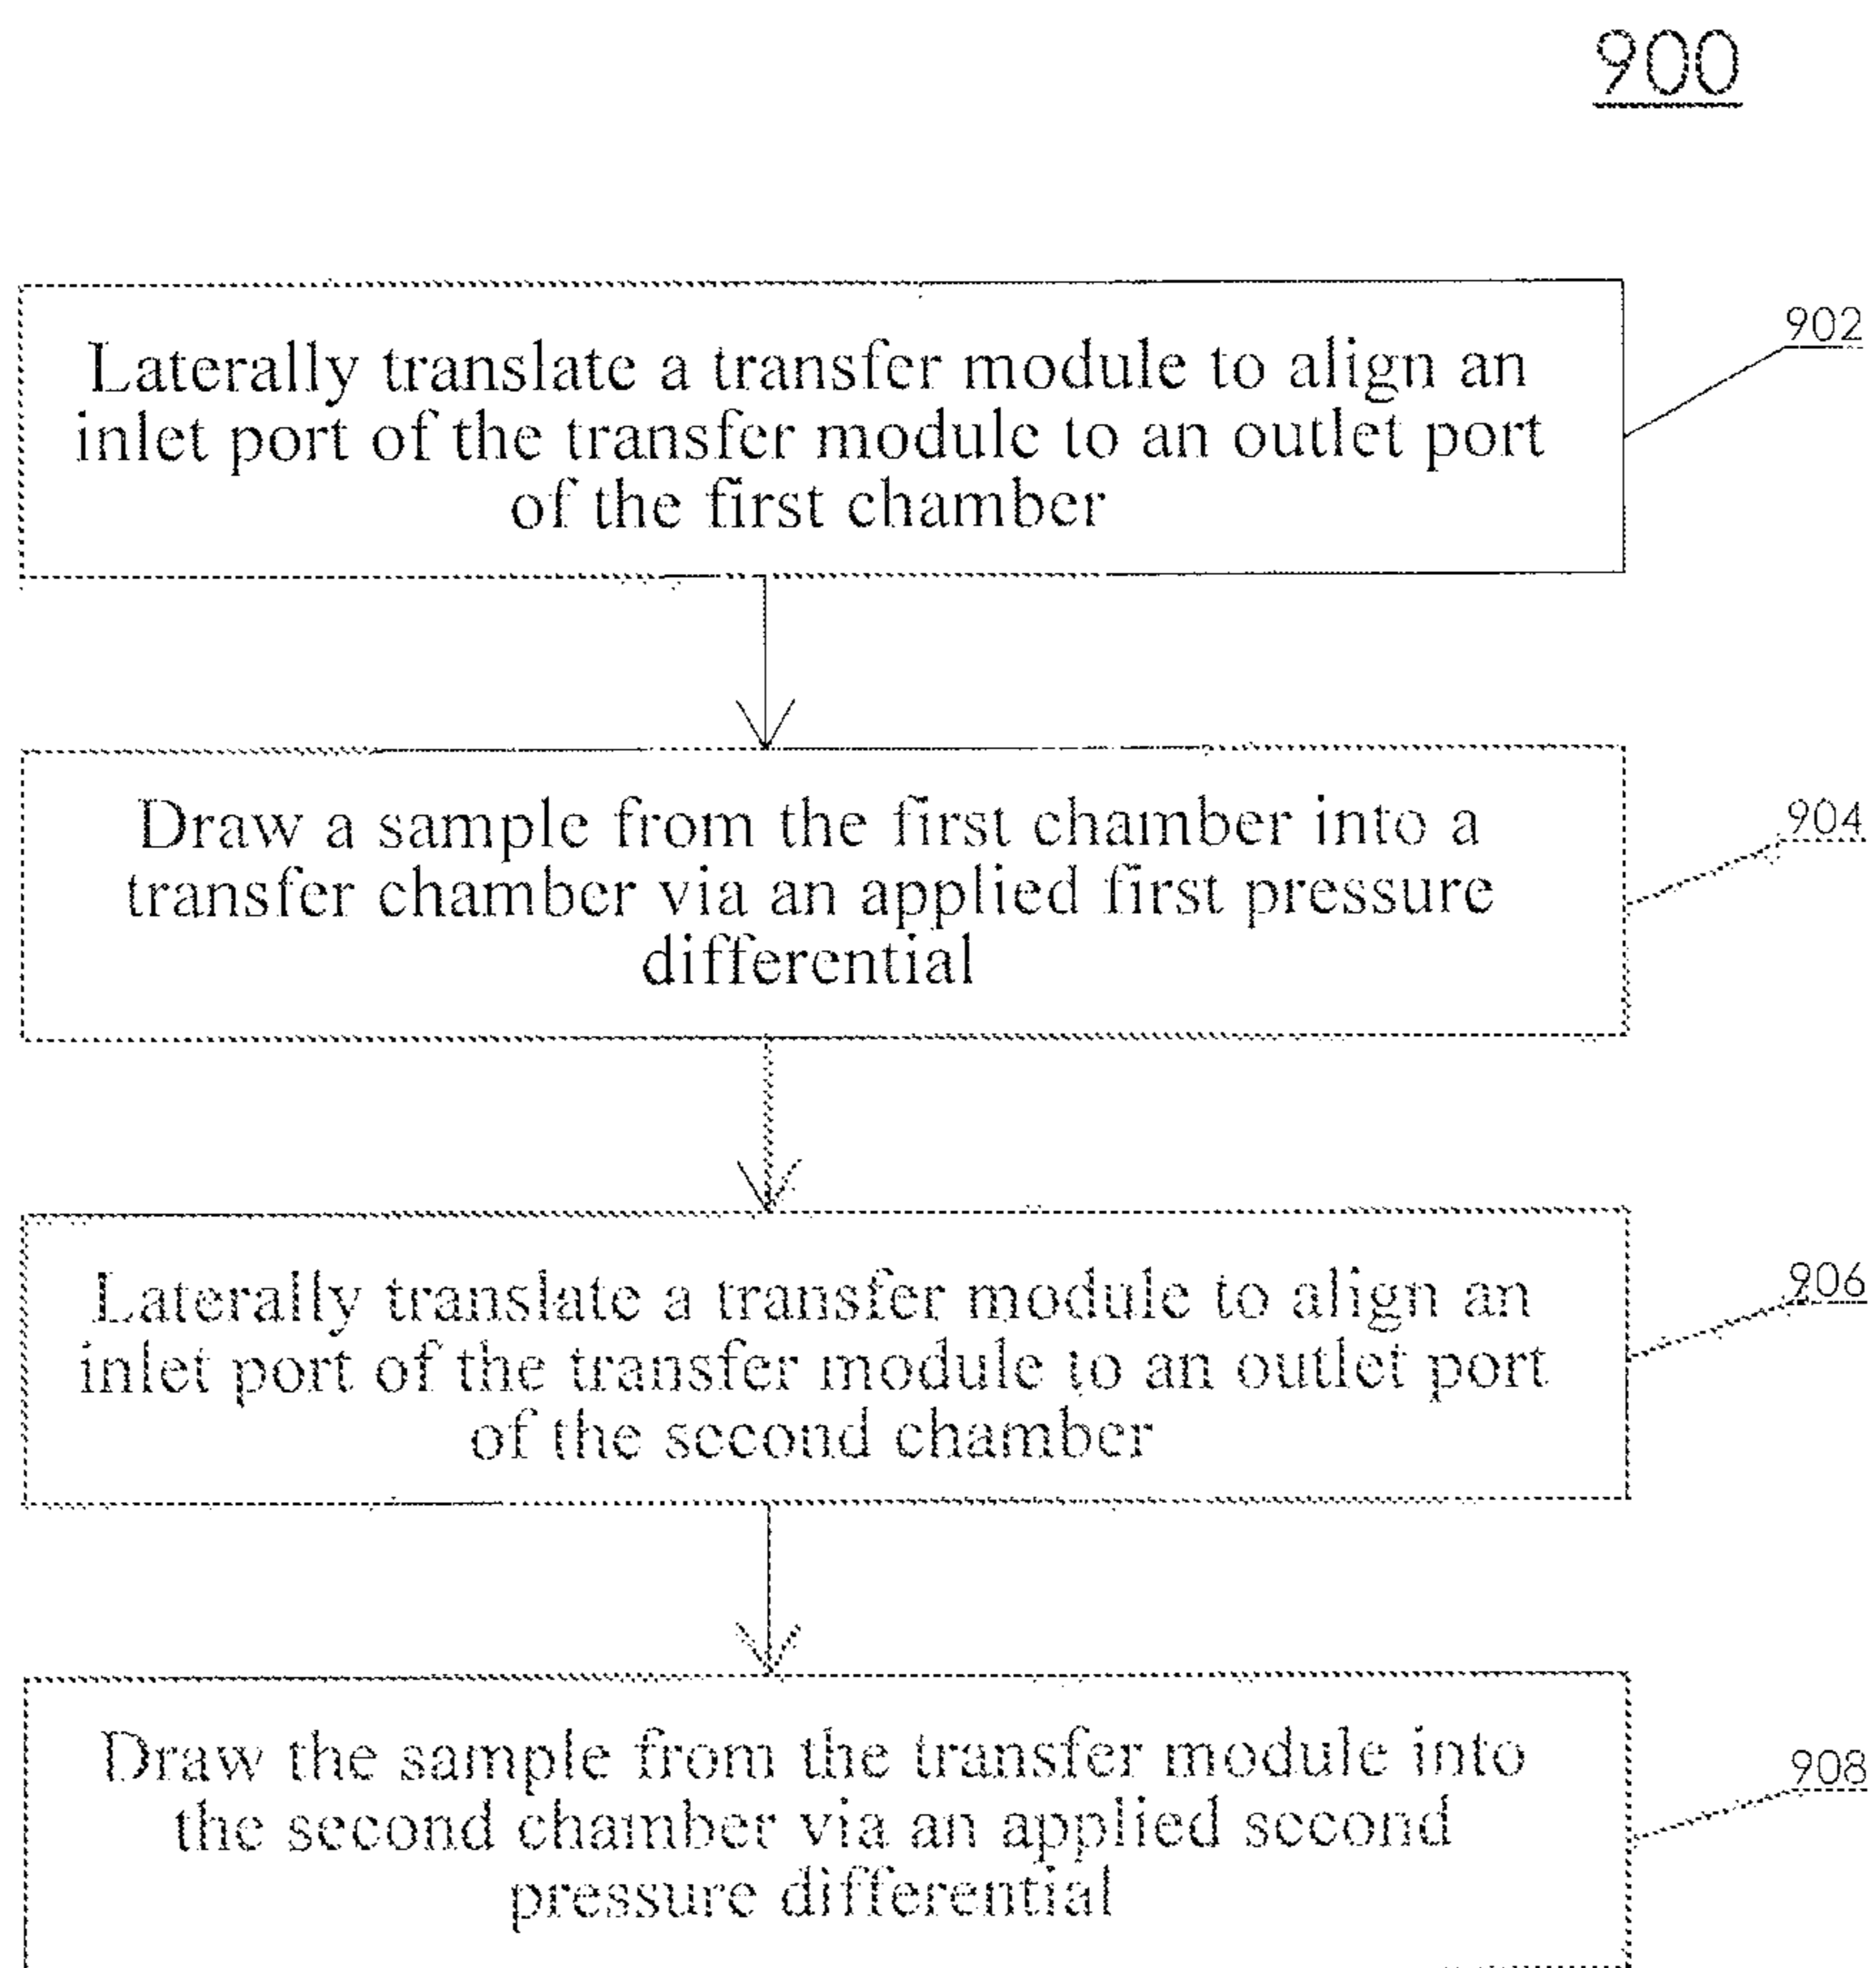 900
Laterally translate a transfer module to align an
902
inlet port of the transfer module to an outlet port
of the first chamber
Draw a sample from the first chamber into a
904
transfer chamber via an applied first pressure
differential
Laterally translate a transfer module to align an
906
inlet port of the transfer module to an outlet port
of the second chamber
Draw the sample from the transfer module into
908
the second chamber via an applied second
pressure differential